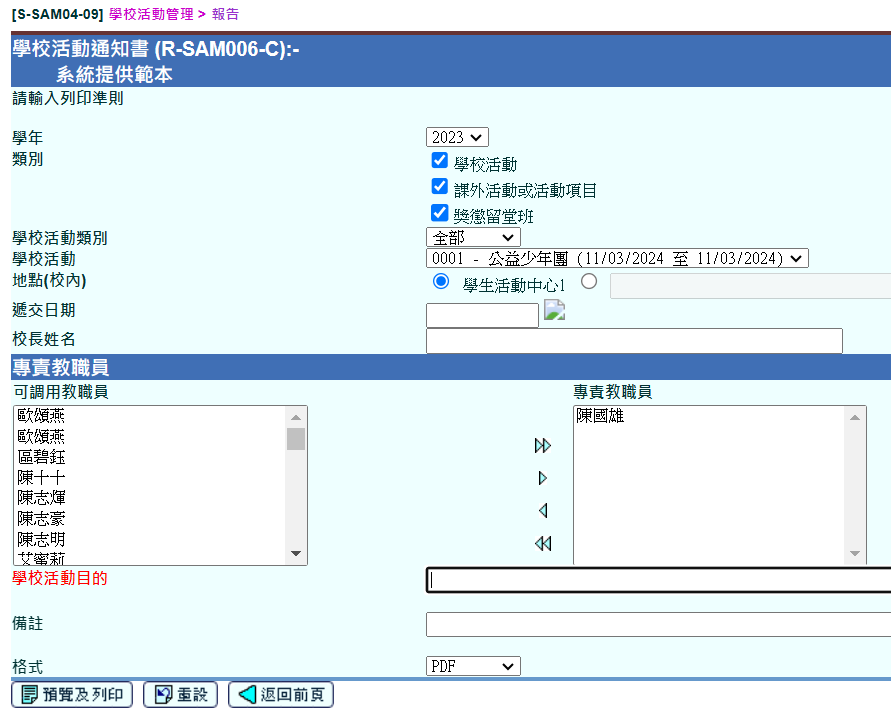 [S-SAM04-09] 學校活動管理 > 報告
學校活動通知書 (R-SAM006-C):-
系統提供範本
請輸入列印準則
學年 2023
類別 學校活動
課外活動或活動項目
獎懲留堂班
學校活動類別 全部
學校活動 0001 - 公益少年團 (11/03/2024 至 11/03/2024)
地點(校內) 學生活動中心1
遞交日期
校長姓名
專責教職員
可調用教職員 專責教職員
歐頌燕 陳國雄
歐頌燕
區碧鈺
陳十十
陳志煇
陳志豪
陳志明
艾蜜莉
學校活動目的
備註
格式 PDF
預覽及列印 重設 返回前頁